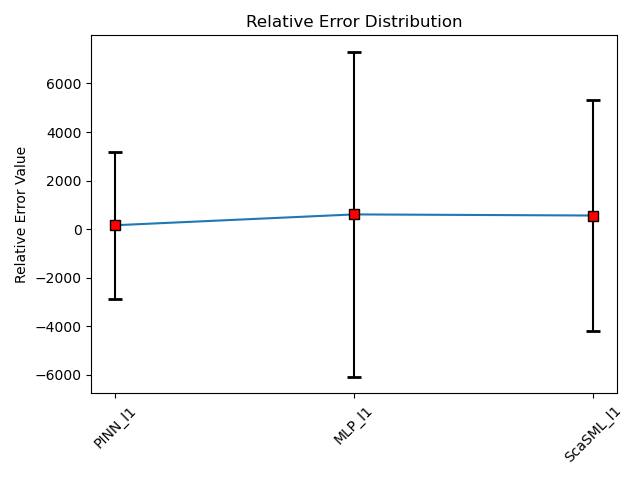 Relative Error Distribution
Relative Error Value
6000
4000
2000
0
−2000
−4000
−6000
PINN_l1
MLP_l1
ScaSML_l1